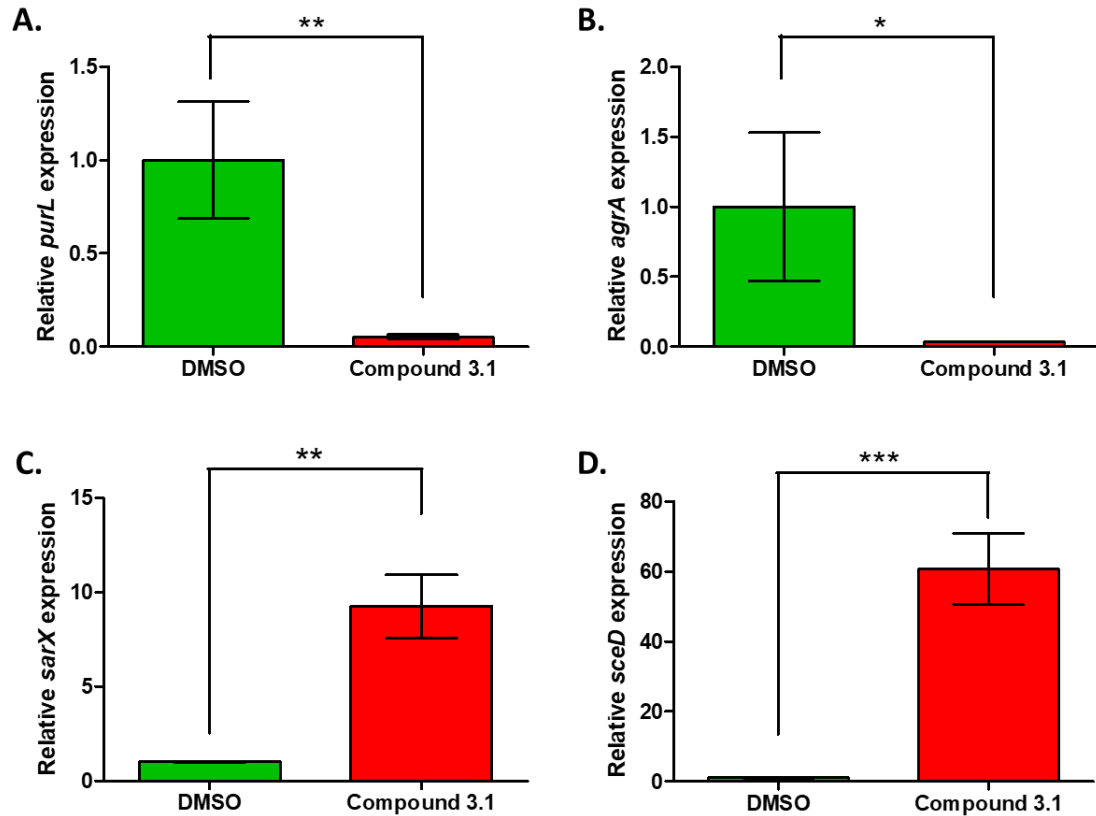 A.
**
Relative purL expression
1.5
1.0
0.5
0.0
DMSO
Compound 3.1
B.
*
Relative agrA expression
2.0
1.5
1.0
0.5
0.0
DMSO
Compound 3.1
C.
**
Relative sarX expression
15
10
5
0
DMSO
Compound 3.1
D.
***
Relative sceD expression
80
60
40
20
0
DMSO
Compound 3.1